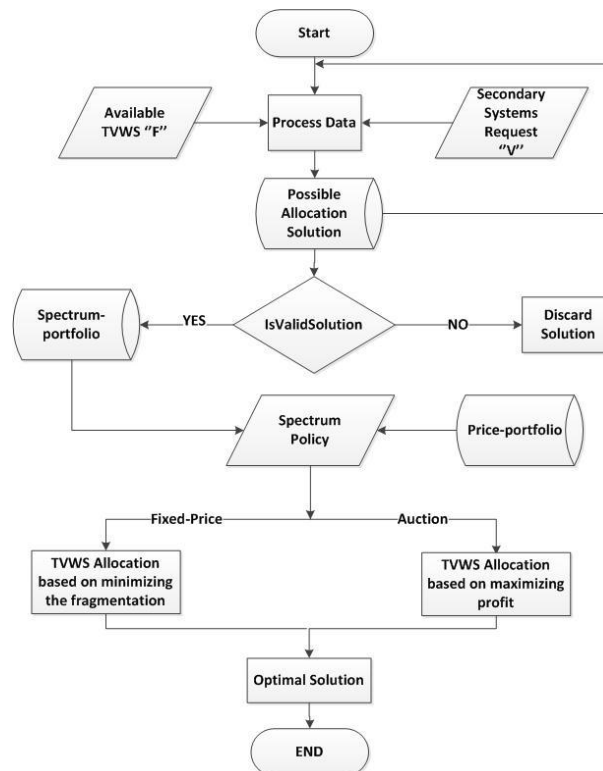 Start
Available
TVWS ‘’F’’
Process Data
Secondary
Systems
Request
‘’V’’
Possible
Allocation
Solution
Spectrum-
portfolio
YES
IsValidSolution
NO
Discard
Solution
Spectrum
Policy
Price-portfolio
Fixed-Price
Auction
TVWS Allocation
based on minimizing
the fragmentation
TVWS Allocation
based on maximizing
profit
Optimal Solution
END